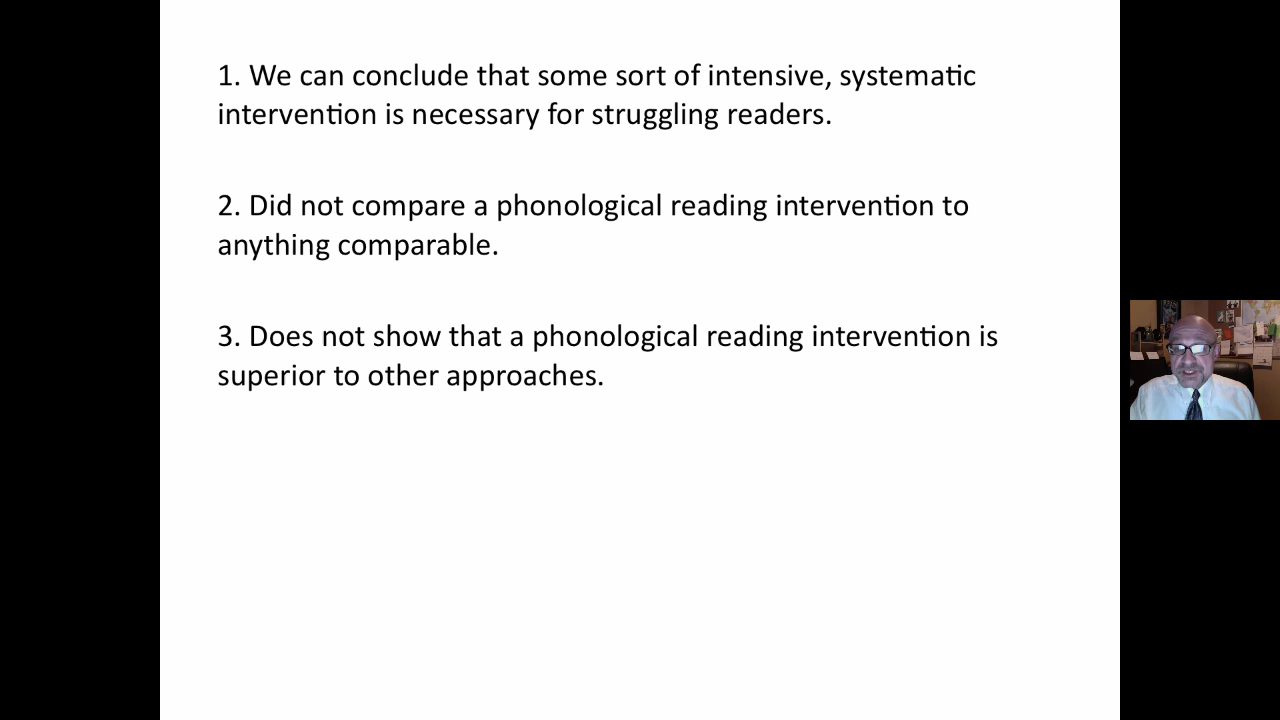 1. We can conclude that some sort of intensive, systematic
intervention is necessary for struggling readers.
2. Did not compare a phonological reading intervention to
anything comparable.
3. Does not show that a phonological reading intervention is
superior to other approaches.